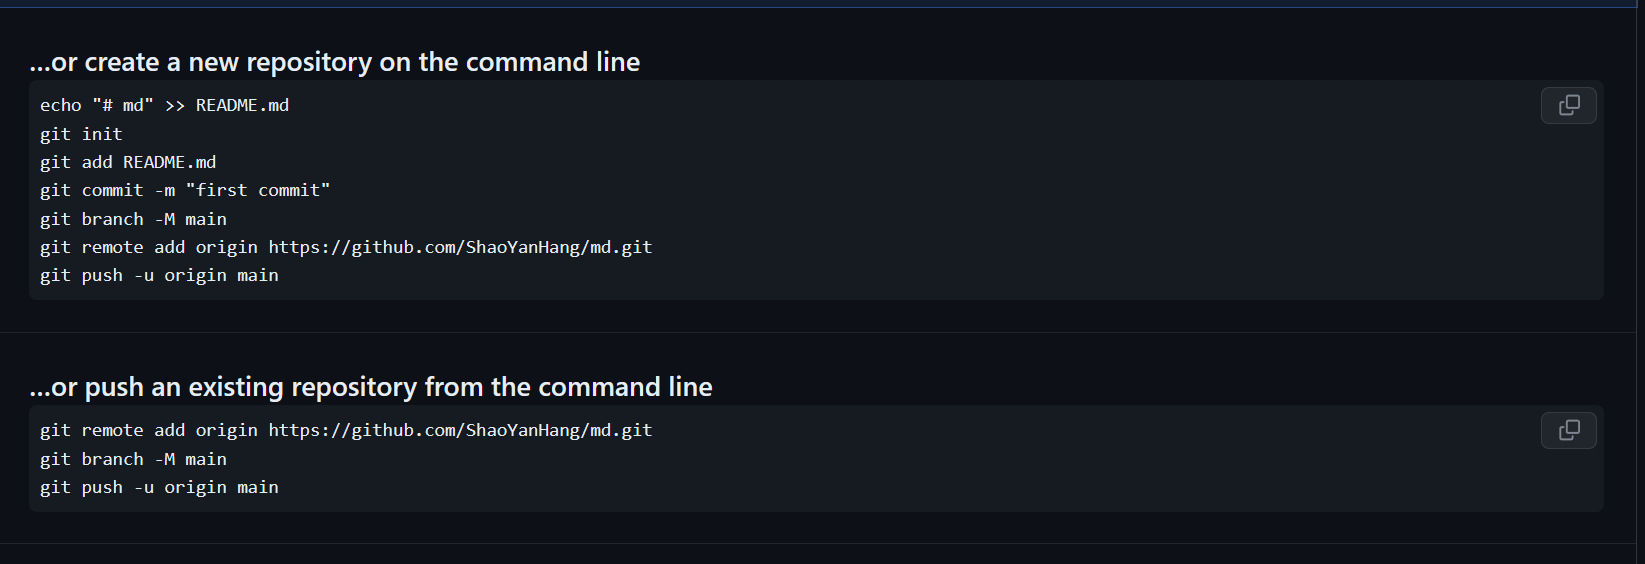 ...or create a new repository on the command line
echo "# md" >> README.md
git init
git add README.md
git commit -m "first commit"
git branch -M main
git remote add origin https://github.com/ShaoYanHang/md.git
git push -u origin main
...or push an existing repository from the command line
git remote add origin https://github.com/ShaoYanHang/md.git
git branch -M main
git push -u origin main